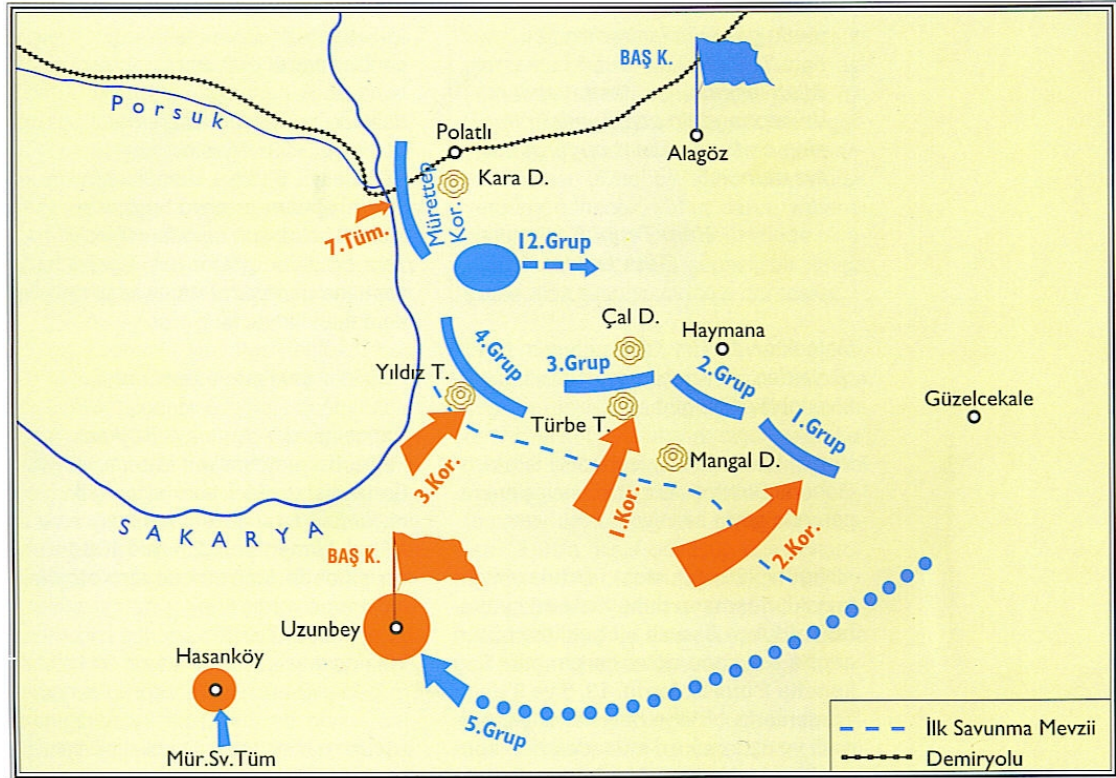 BAŞ K.
Porsuk
Polatlı
Alagöz
Kara D.
Mürettep
Kor.
7.Tüm.
12.Grup
Çal D.
Haymana
4.Grup
3.Grup
2.Grup
Yıldız T.
Güzelcekale
Türbe T.
1.Grup
Mangal D.
3.Kor.
1.Kor.
2.Kor.
SAKARYA
BAŞ K.
Uzunbey
Hasanköy
5.Grup
Mür.Sv.Tüm
İlk Savunma Mevzii
Demiryolu